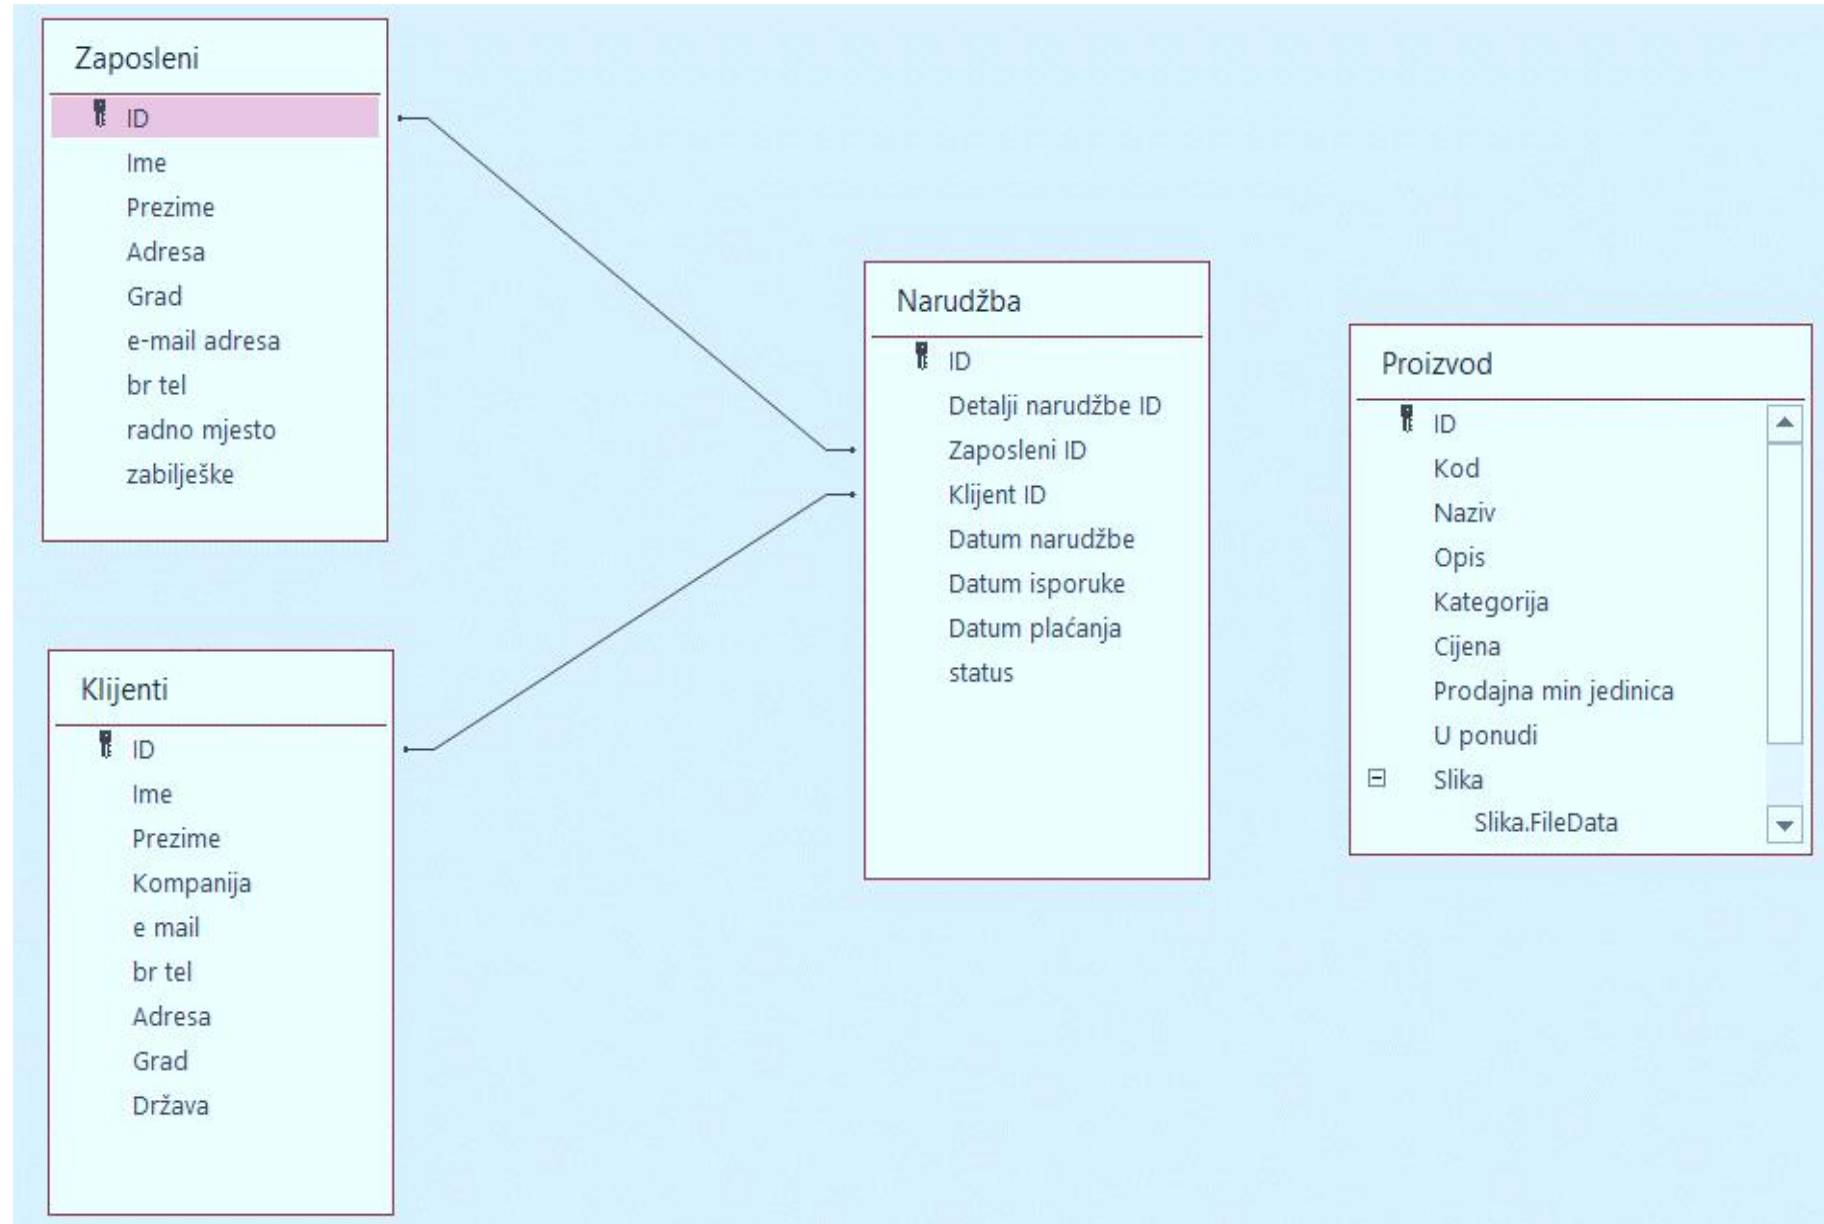 Zaposleni
ID
Ime
Prezime
Adresa
Grad
e-mail adresa
br tel
radno mjesto
zabilješke
Klijenti
ID
Ime
Prezime
Kompanija
e mail
br tel
Adresa
Grad
Država
Narudžba
ID
Detalji narudžbe ID
Zaposleni ID
Klijent ID
Datum narudžbe
Datum isporuke
Datum plaćanja
status
Proizvod
ID
Kod
Naziv
Opis
Kategorija
Cijena
Prodajna min jedinica
U ponudi
Slika
Slika.FileData